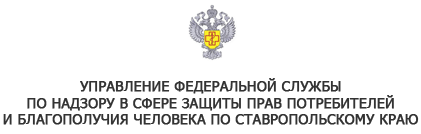 УПРАВЛЕНИЕ ФЕДЕРАЛЬНОЙ СЛУЖБЫ
ПО НАДЗОРУ В СФЕРЕ ЗАЩИТЫ ПРАВ ПОТРЕБИТЕЛЕЙ
И БЛАГОПОЛУЧИЯ ЧЕЛОВЕКА ПО СТАВРОПОЛЬСКОМУ КРАЮ